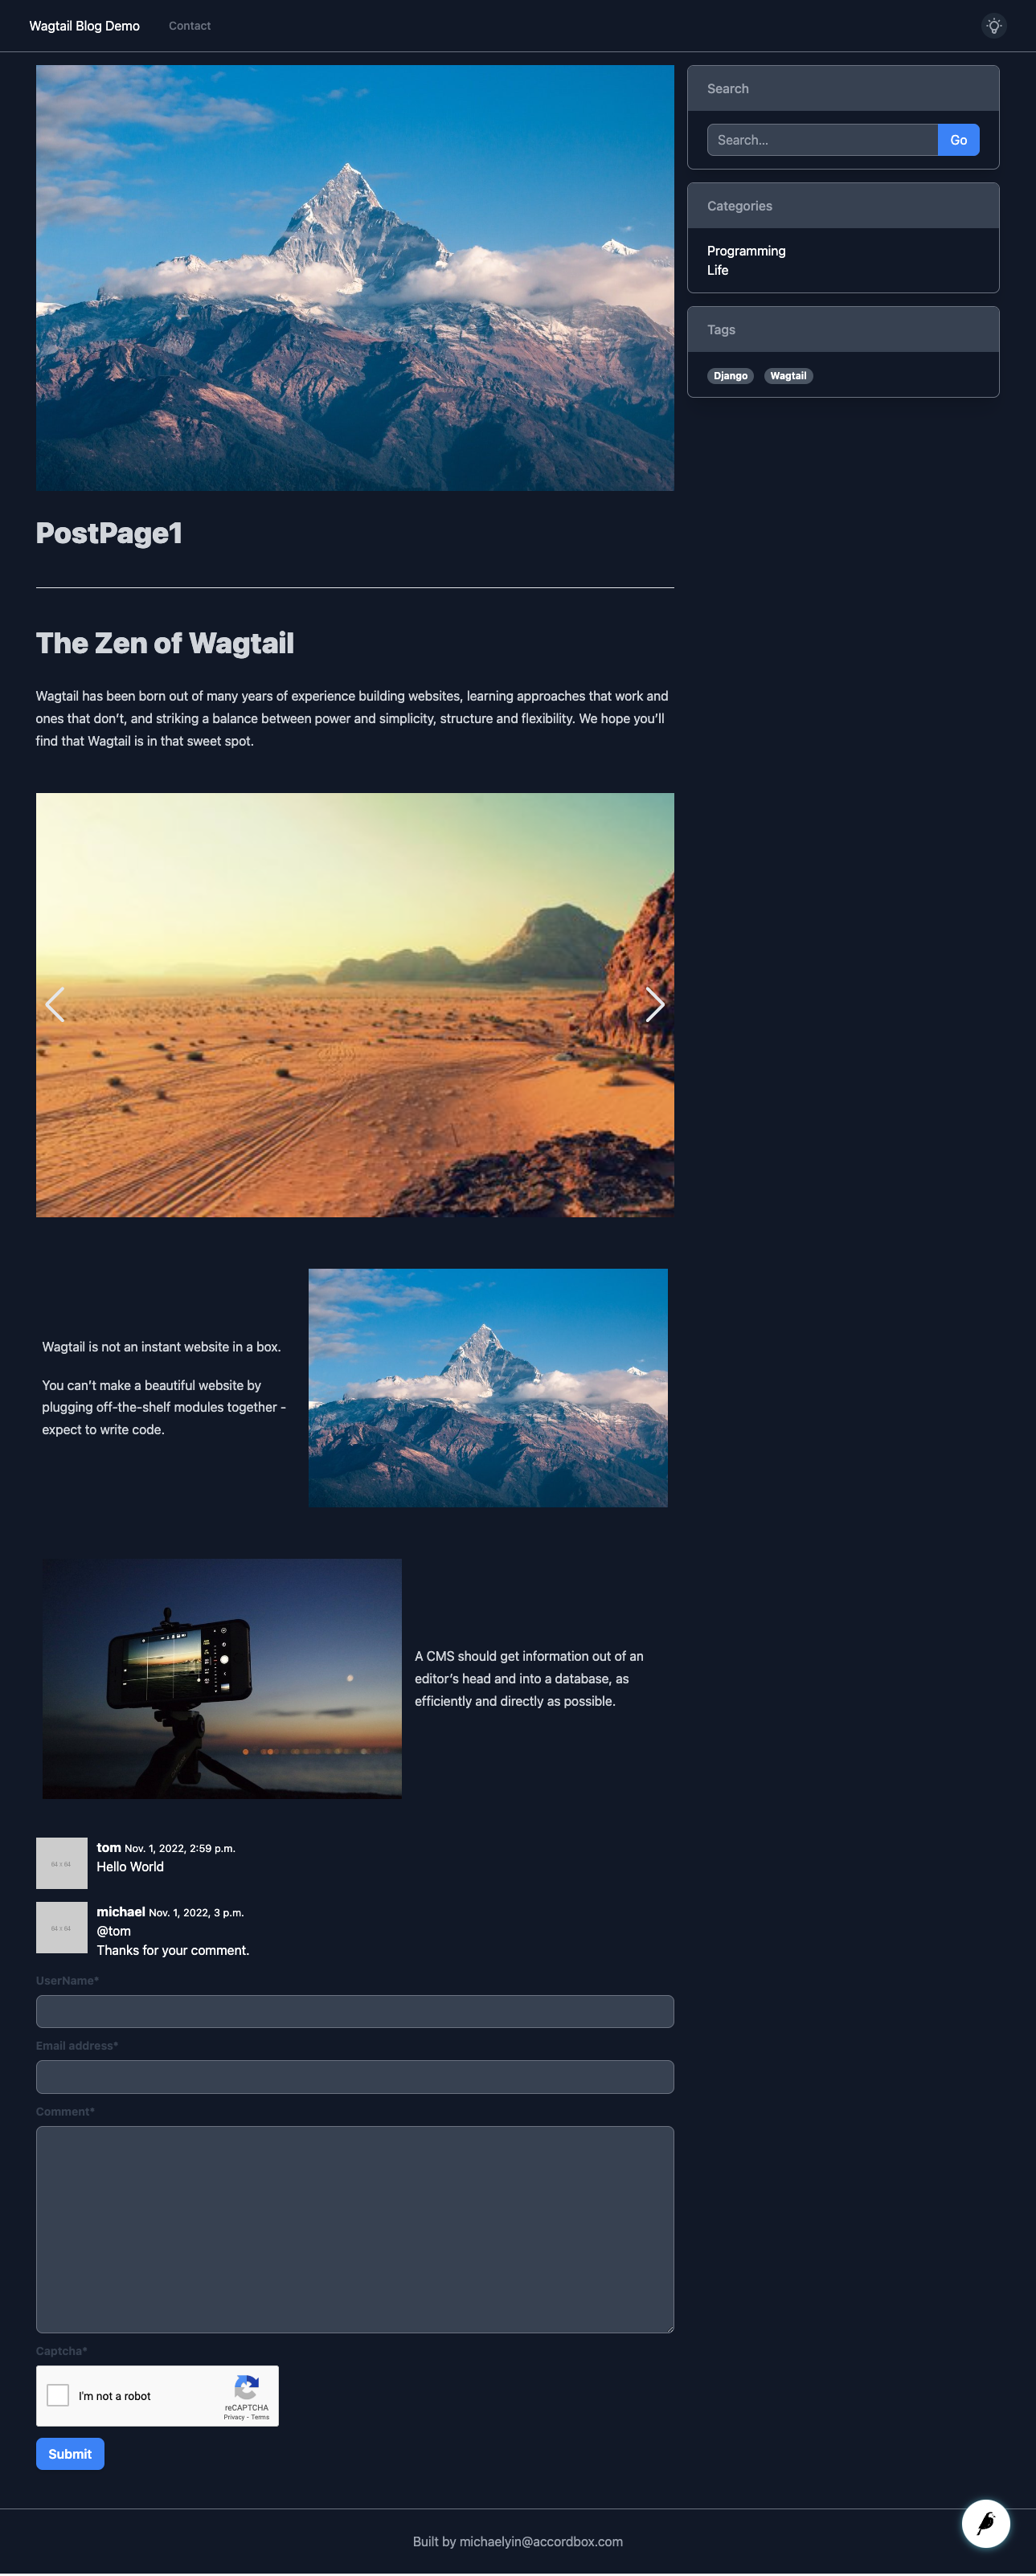 Wagtail Blog Demo
Contact
Search
Search...
Go
Categories
Programming
Life
Tags
Django
Wagtail
PostPage1
The Zen of Wagtail
Wagtail has been born out of many years of experience building websites, learning approaches that work and
ones that don’t, and striking a balance between power and simplicity, structure and flexibility. We hope you’ll
find that Wagtail is in that sweet spot.
Wagtail is not an instant website in a box.
You can’t make a beautiful website by
plugging off-the-shelf modules together -
expect to write code.
A CMS should get information out of an
editor’s head and into a database, as
efficiently and directly as possible.
64 x 64
tom Nov. 1, 2022, 2:59 p.m.
Hello World
64 x 64
michael Nov. 1, 2022, 3 p.m.
@tom
Thanks for your comment.
UserName*
Email address*
Comment*
Captcha*
I'm not a robot
reCAPTCHA
Privacy - Terms
Submit
Built by michaelyin@accordbox.com